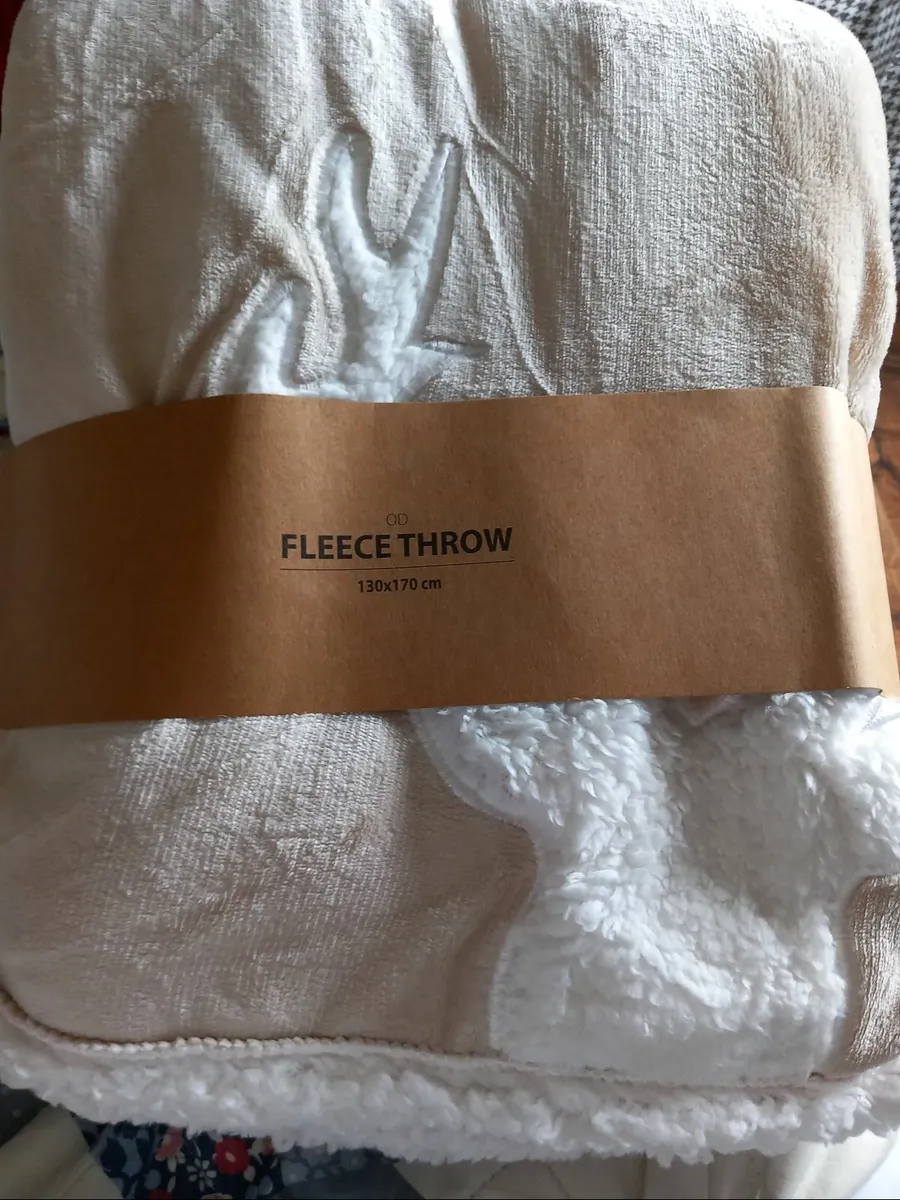 OD
FLEECE THROW
130x170 cm